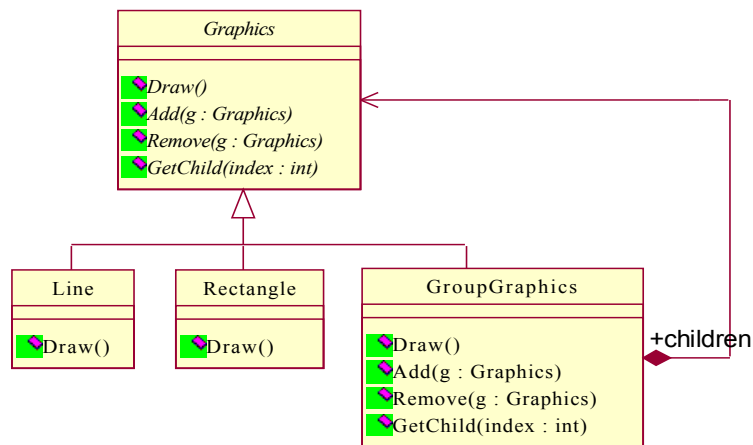 Graphics
Draw()
Add(g : Graphics)
Remove(g : Graphics)
GetChild(index : int)
Line
Draw()
Rectangle
Draw()
GroupGraphics
Draw()
Add(g : Graphics)
Remove(g : Graphics)
GetChild(index : int)
+children